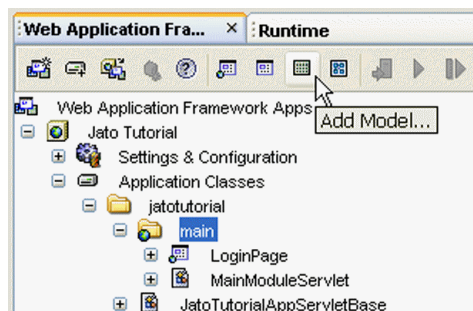 Web Application Fra... × Runtime
Add Model...
Web Application Framework Apps
Jato Tutorial
Settings & Configuration
Application Classes
jatotutorial
main
LoginPage
MainModuleServlet
JatoTutorialAppServletBase